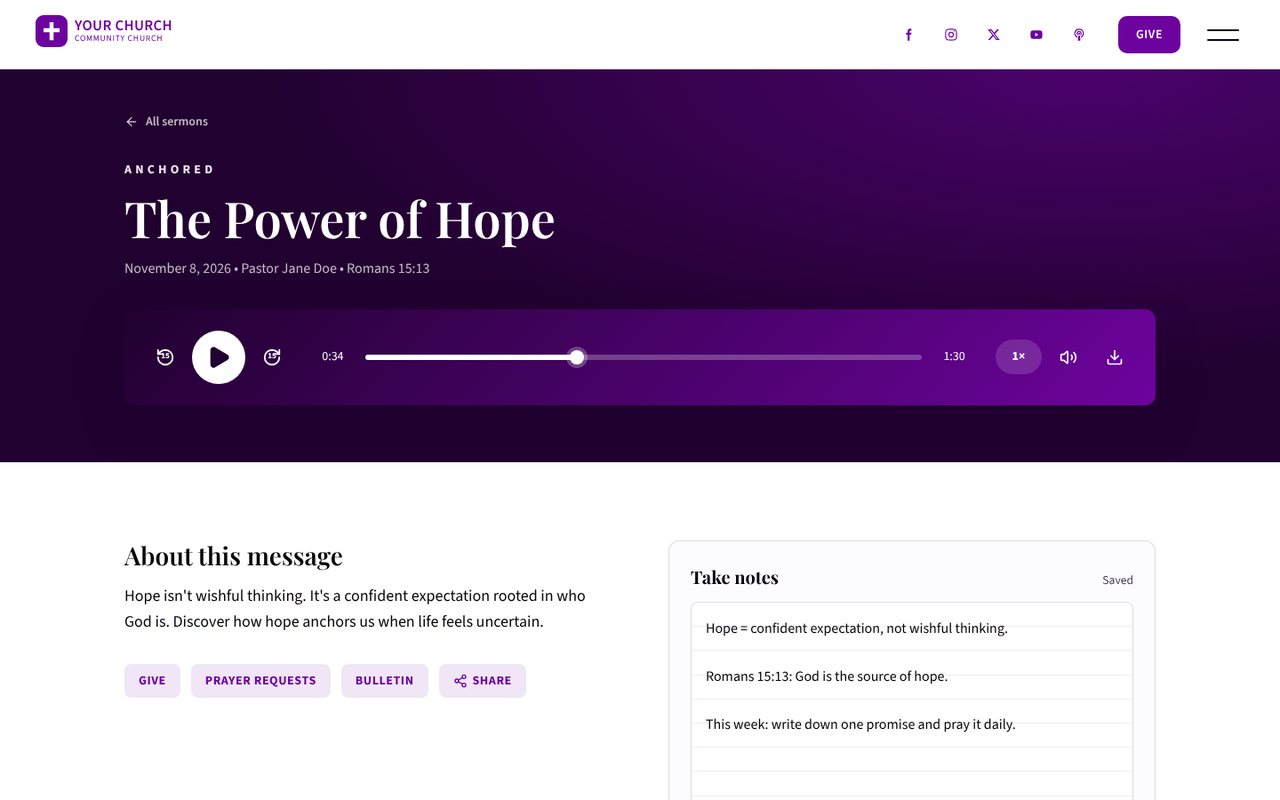 YOUR CHURCH
COMMUNITY CHURCH
GIVE
All sermons
ANCHORED
The Power of Hope
November 8, 2026 • Pastor Jane Doe • Romans 15:13
15
15
0:34
1:30
1×
About this message
Hope isn't wishful thinking. It's a confident expectation rooted in who
God is. Discover how hope anchors us when life feels uncertain.
GIVE
PRAYER REQUESTS
BULLETIN
SHARE
Take notes
Saved
Hope = confident expectation, not wishful thinking.
Romans 15:13: God is the source of hope.
This week: write down one promise and pray it daily.